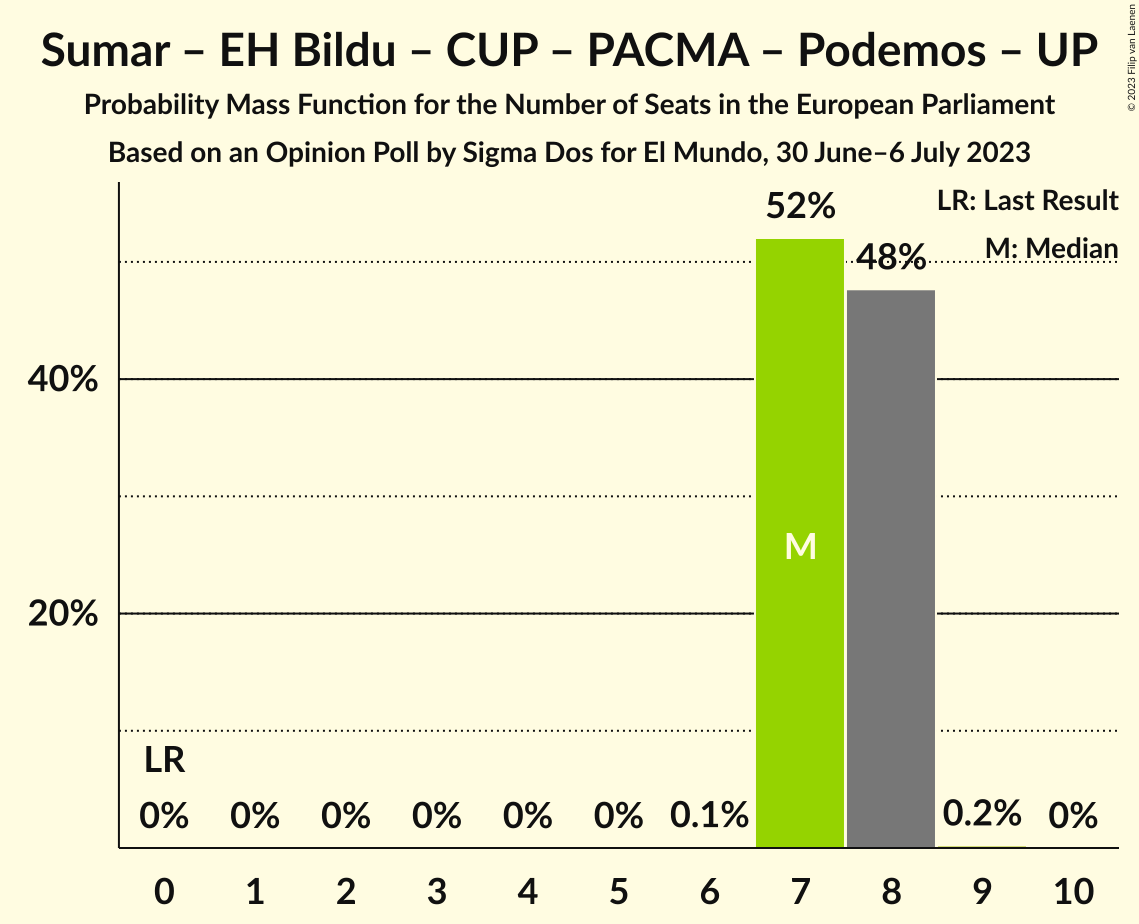 Sumar – EH Bildu – CUP – PACMA – Podemos – UP
© 2023 Filip van Laenen
Probability Mass Function for the Number of Seats in the European Parliament
Based on an Opinion Poll by Sigma Dos for El Mundo, 30 June–6 July 2023
LR: Last Result
M: Median
52%
48%
40%
M
20%
LR
0% 0% 0% 0% 0% 0% 0.1% 0.2% 0%
0 1 2 3 4 5 6 7 8 9 10